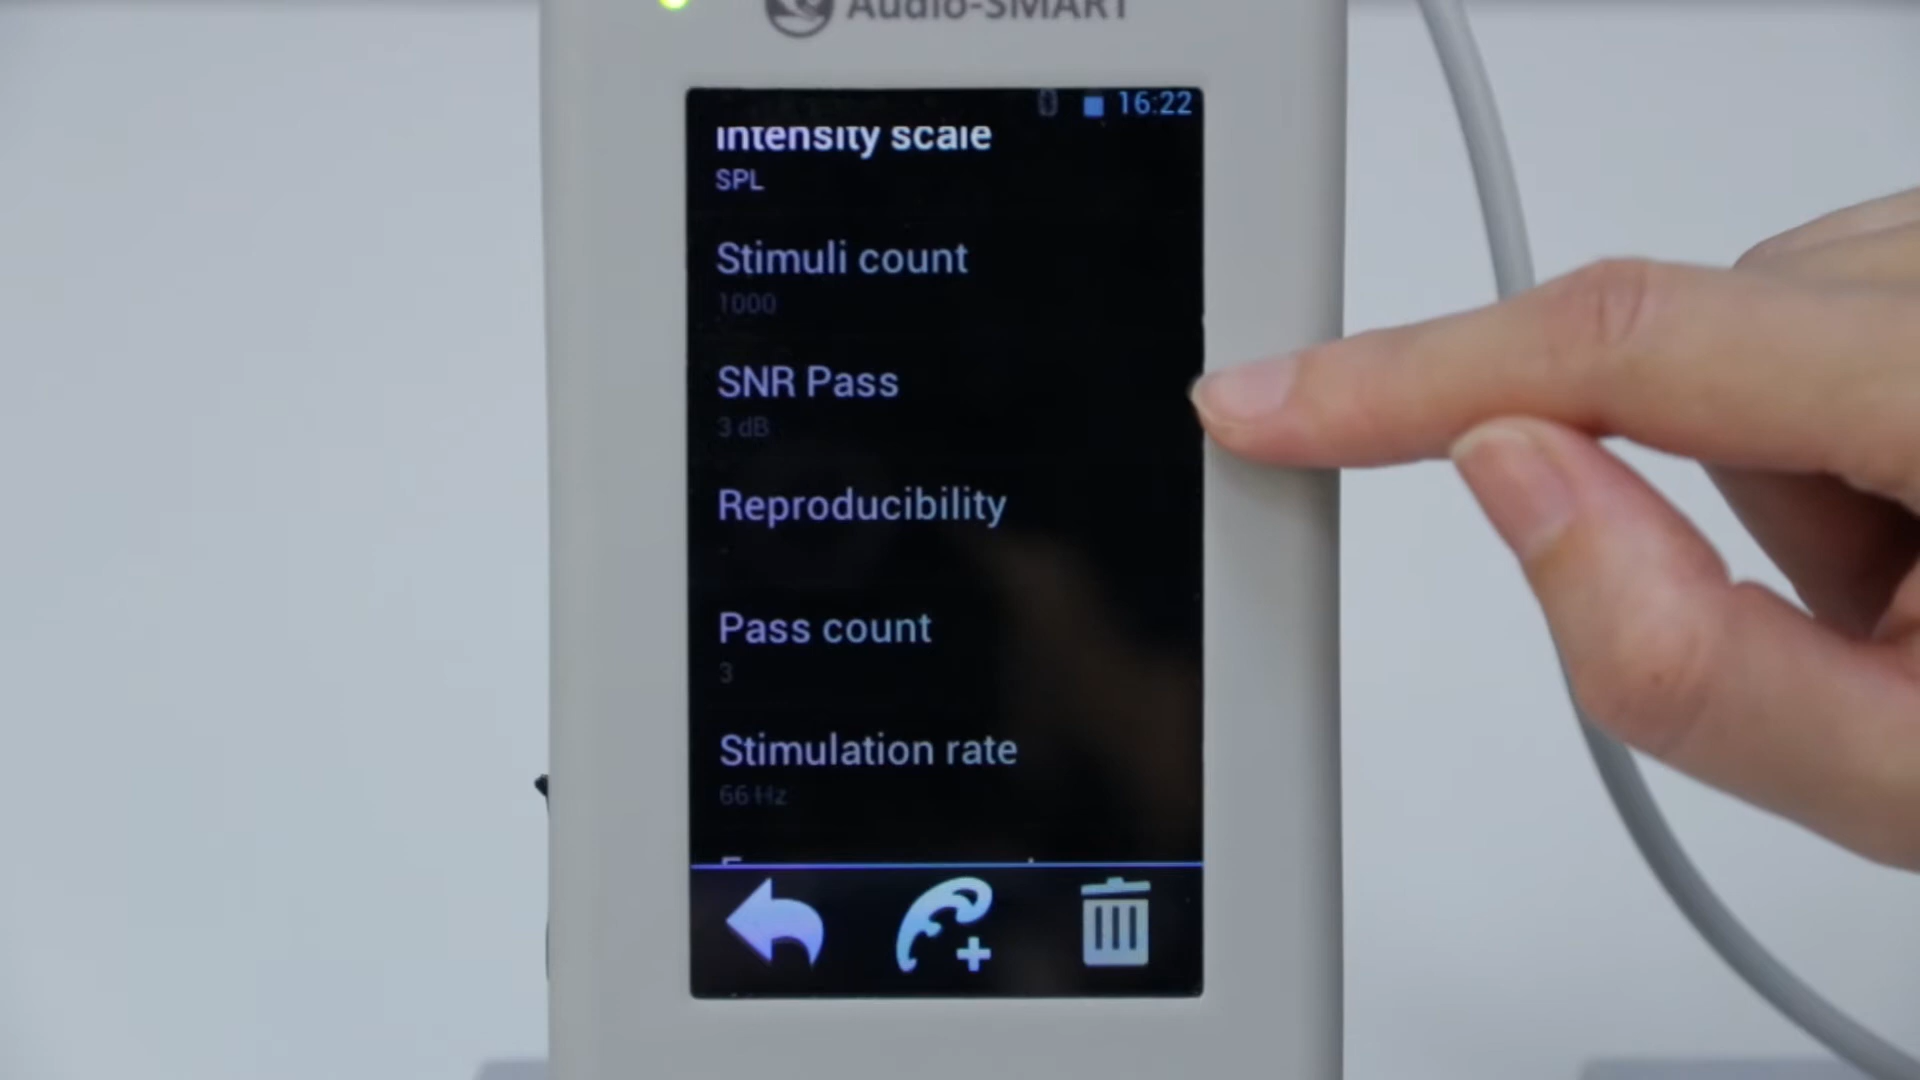 Audio-SMART
16:22
Intensity scale
SPL
Stimuli count
1000
SNR Pass
3 dB
Reproducibility
-
Pass count
3
Stimulation rate
66 Hz